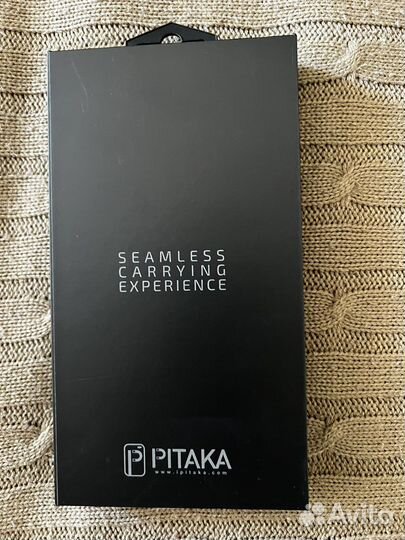 SEAMLESS
CARRYING
EXPERIENCE
P PITAKA
www.ipitaka.com
Avito